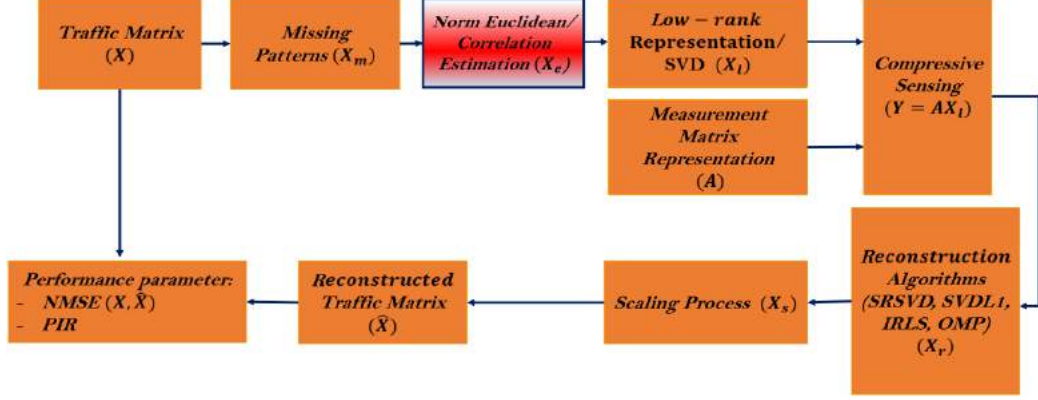 Traffic Matrix
(X)
Missing
Patterns (Xₘ)
Norm Euclidean/
Correlation
Estimation (Xₑ)
Low − rank
Representation/
SVD (Xₗ)
Compressive
Sensing
(Y = AXₗ)
Measurement
Matrix
Representation
(A)
Performance parameter:
- NMSE (X, X̂)
- PIR
Reconstructed
Traffic Matrix
(X̂)
Scaling Process (Xₛ)
Reconstruction
Algorithms
(SRSVD, SVDL1,
IRLS, OMP)
(Xᵣ)